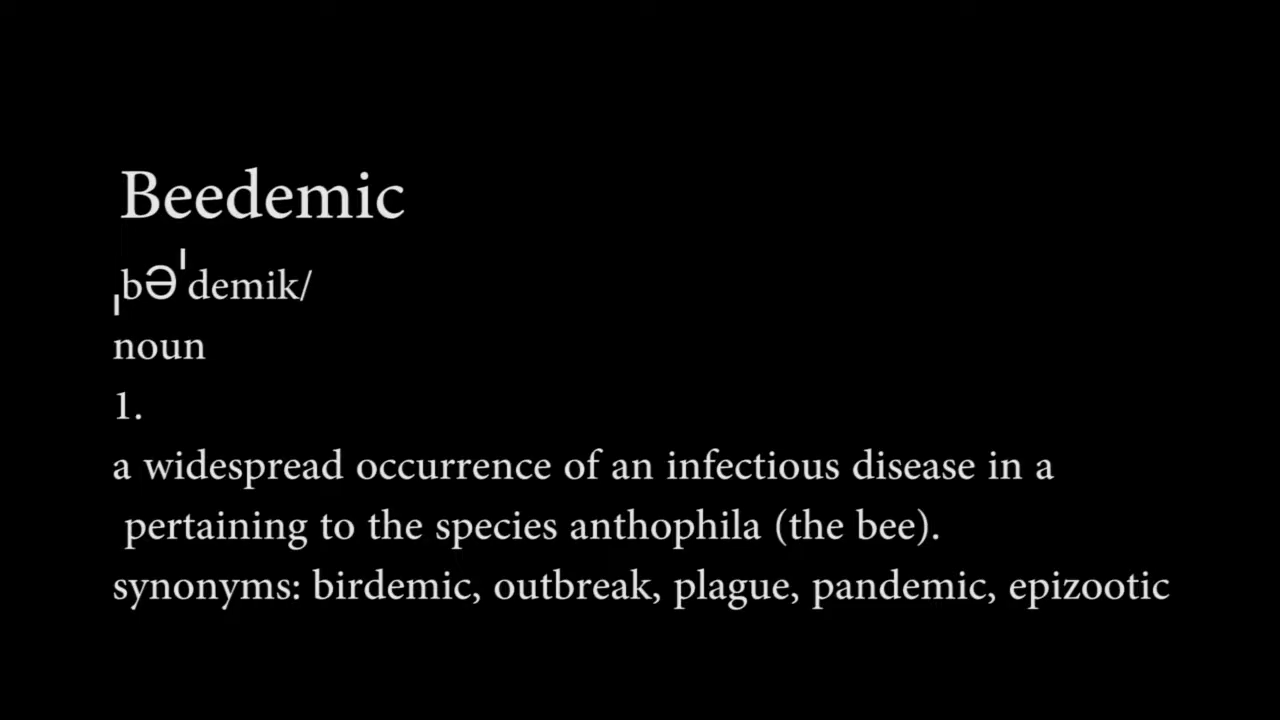 Beedemic
ˌbəˈdemik/
noun
1.
a widespread occurrence of an infectious disease in a
pertaining to the species anthophila (the bee).
synonyms: birdemic, outbreak, plague, pandemic, epizootic